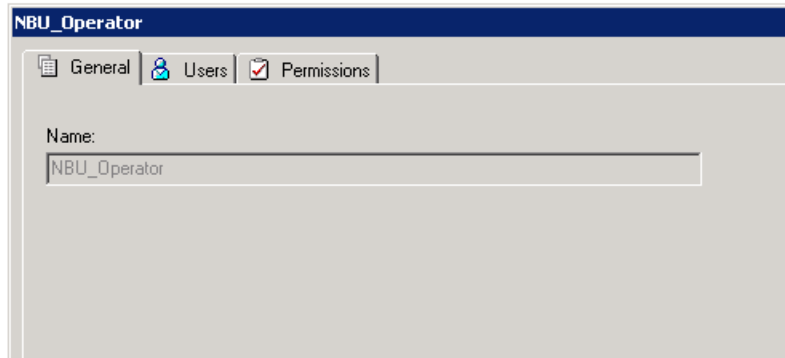 NBU_Operator
General Users Permissions
Name:
NBU_Operator